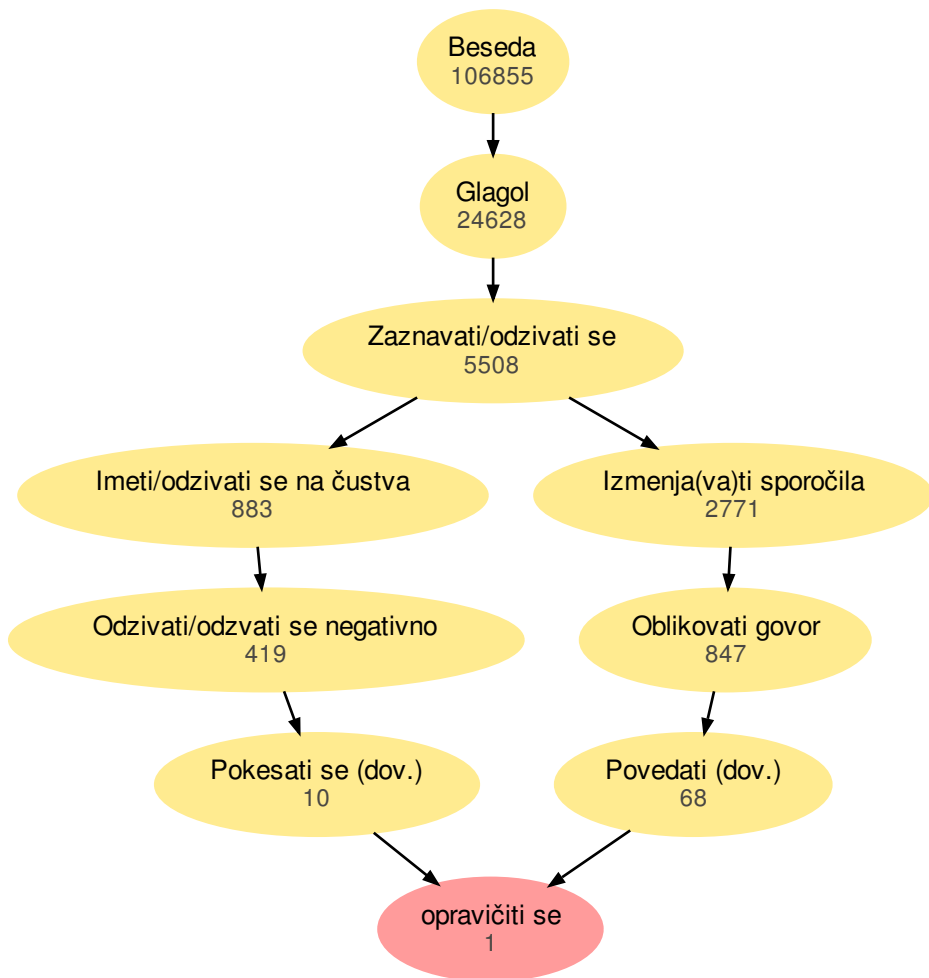 Beseda
106855
Glagol
24628
Zaznavati/odzivati se
5508
Imeti/odzivati se na čustva
883
Izmenja(va)ti sporočila
2771
Odzivati/odzvati se negativno
419
Oblikovati govor
847
Pokesati se (dov.)
10
Povedati (dov.)
68
opravičiti se
1